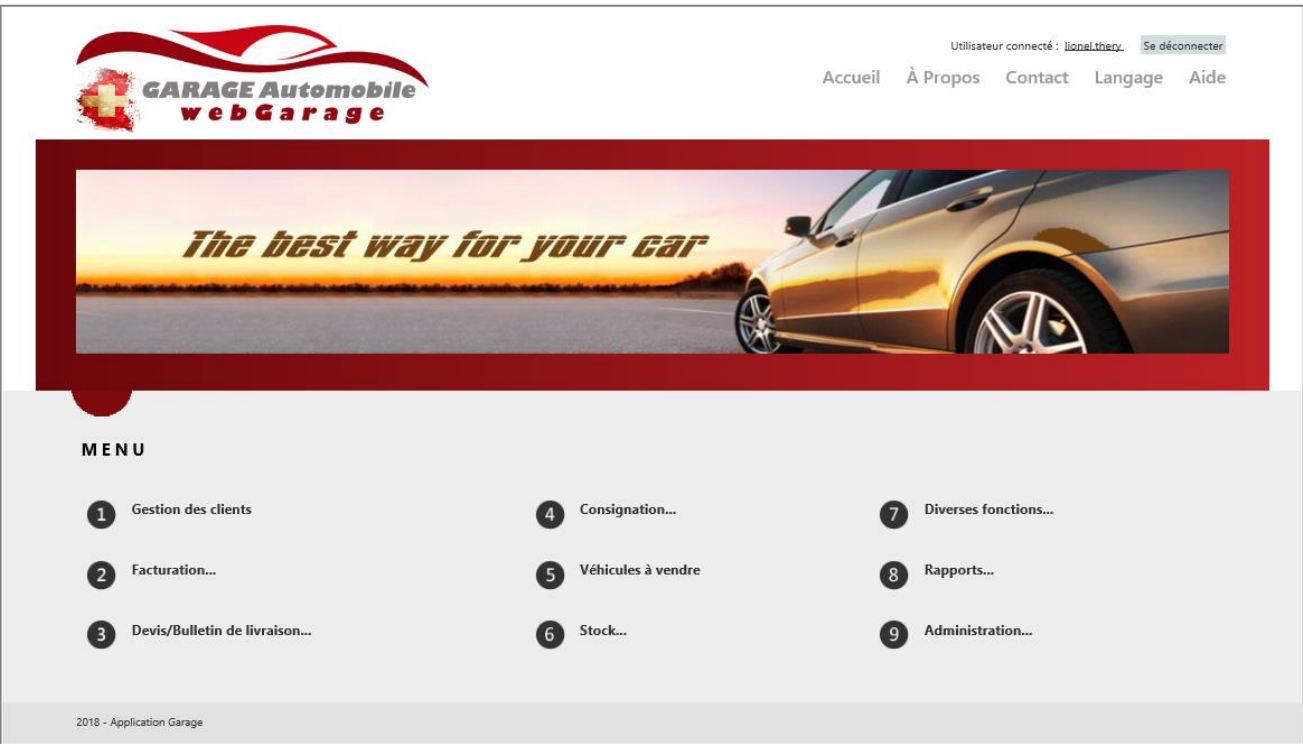 Utilisateur connecté : lionel.thery Se déconnecter
Accueil À Propos Contact Langage Aide
GARAGE Automobile
webGarage
The best way for your car
MENU
1 Gestion des clients
2 Facturation...
3 Devis/Bulletin de livraison...
4 Consignation...
5 Véhicules à vendre
6 Stock...
7 Diverses fonctions...
8 Rapports...
9 Administration...
2018 - Application Garage